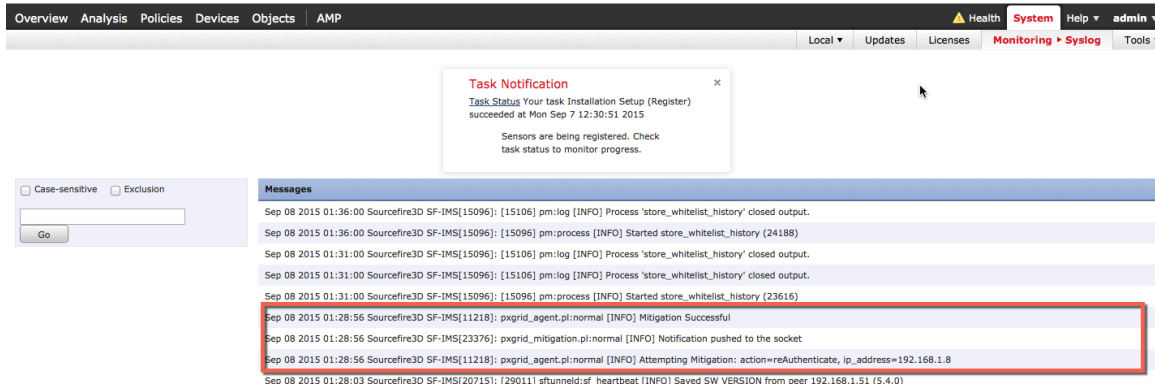 Overview Analysis Policies Devices Objects AMP Health System Help admin
Local Updates Licenses Monitoring Syslog Tools
Task Notification
Task Status Your task Installation Setup (Register)
succeeded at Mon Sep 7 12:30:51 2015
Sensors are being registered. Check
task status to monitor progress.
Case-sensitive Exclusion
Go
Messages
Sep 08 2015 01:36:00 Sourcefire3D SF-IMS[15096]: [15106] pm:log [INFO] Process 'store_whitelist_history' closed output.
Sep 08 2015 01:36:00 Sourcefire3D SF-IMS[15096]: [15096] pm:process [INFO] Started store_whitelist_history (24188)
Sep 08 2015 01:31:00 Sourcefire3D SF-IMS[15096]: [15106] pm:log [INFO] Process 'store_whitelist_history' closed output.
Sep 08 2015 01:31:00 Sourcefire3D SF-IMS[15096]: [15106] pm:log [INFO] Process 'store_whitelist_history' closed output.
Sep 08 2015 01:31:00 Sourcefire3D SF-IMS[15096]: [15096] pm:process [INFO] Started store_whitelist_history (23616)
Sep 08 2015 01:28:56 Sourcefire3D SF-IMS[11218]: pxgrid_agent.pl:normal [INFO] Mitigation Successful
Sep 08 2015 01:28:56 Sourcefire3D SF-IMS[23376]: pxgrid_mitigation.pl:normal [INFO] Notification pushed to the socket
Sep 08 2015 01:28:56 Sourcefire3D SF-IMS[11218]: pxgrid_agent.pl:normal [INFO] Attempting Mitigation: action=reAuthenticate, ip_address=192.168.1.8
Sep 08 2015 01:28:03 Sourcefire3D SF-IMS[20715]: [29011] sftunneld:sf_heartbeat [INFO] Saved SW VERSION from peer 192.168.1.51 (5.4.0)